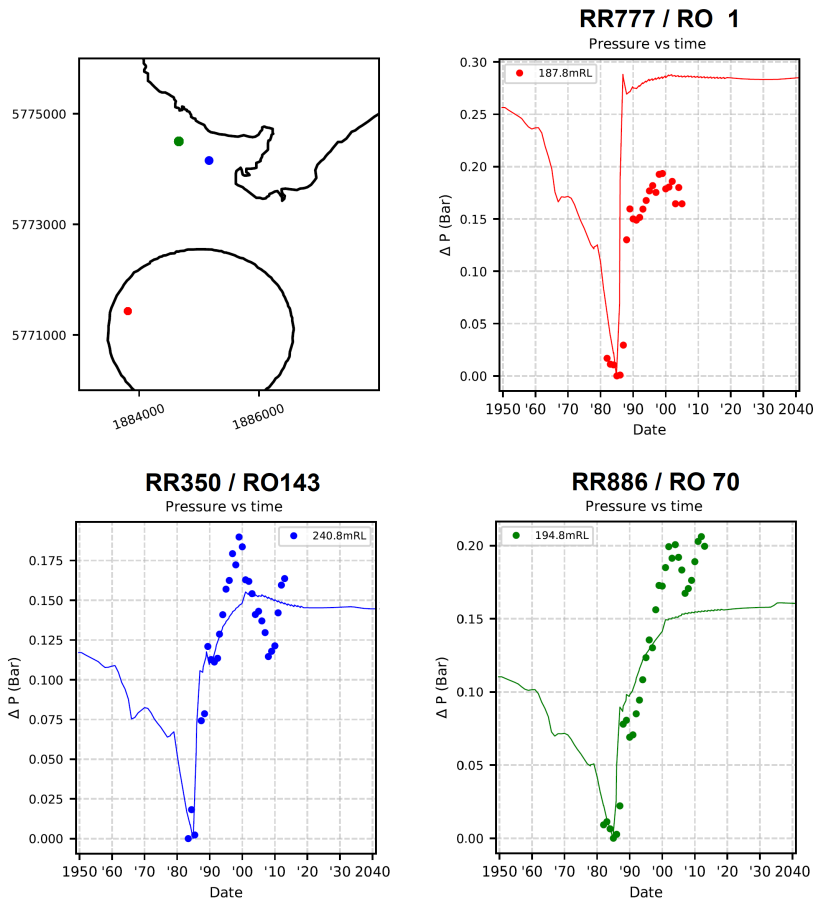 RR777 / RO  1
Pressure vs time
5775000
5773000
5771000
1884000
1886000
0.30
0.25
0.20
0.15
0.10
0.05
0.00
Δ P (Bar)
187.8mRL
1950 '60 '70 '80 '90 '00 '10 '20 '30 2040
Date
RR350 / RO143
Pressure vs time
0.175
0.150
0.125
0.100
0.075
0.050
0.025
0.000
Δ P (Bar)
240.8mRL
1950 '60 '70 '80 '90 '00 '10 '20 '30 2040
Date
RR886 / RO 70
Pressure vs time
0.20
0.15
0.10
0.05
0.00
Δ P (Bar)
194.8mRL
1950 '60 '70 '80 '90 '00 '10 '20 '30 2040
Date